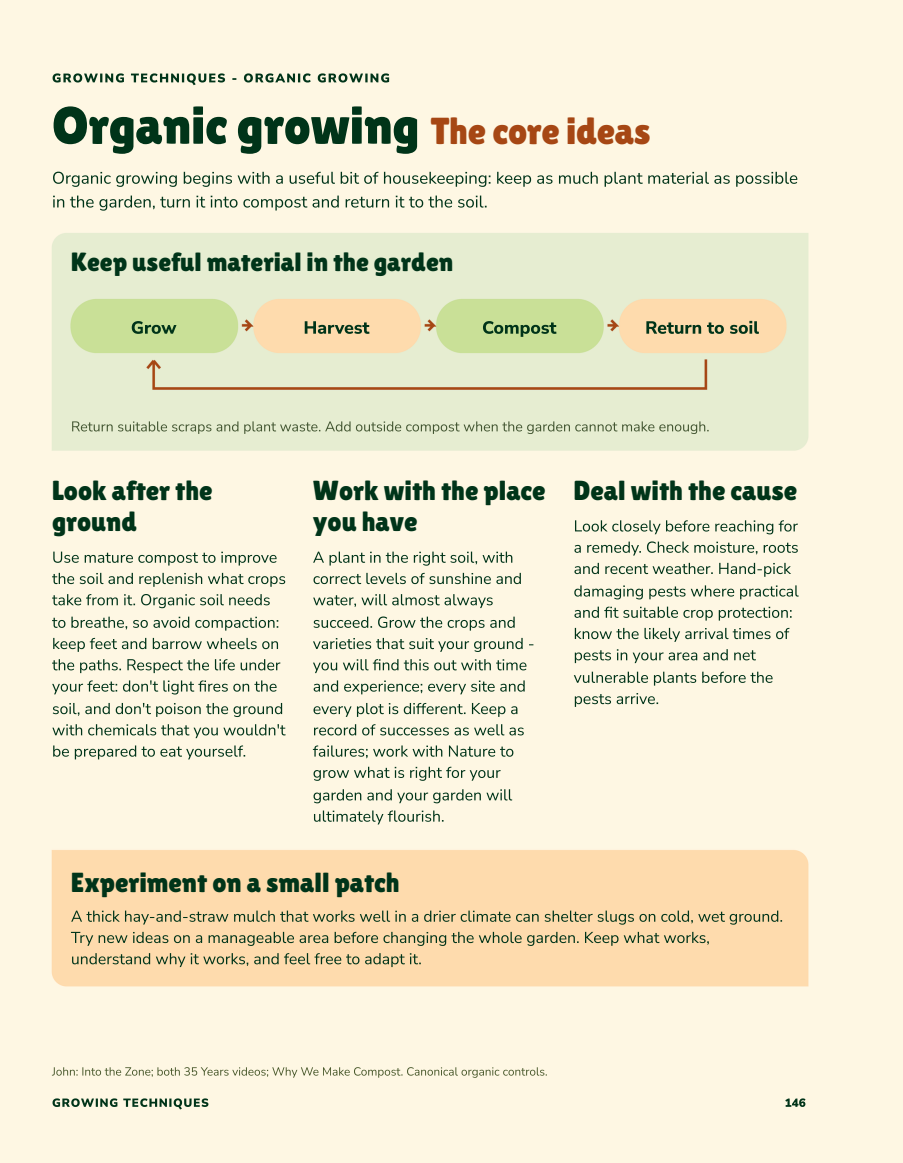 GROWING TECHNIQUES - ORGANIC GROWING
Organic growing The core ideas
Organic growing begins with a useful bit of housekeeping: keep as much plant material as possible
in the garden, turn it into compost and return it to the soil.
Keep useful material in the garden
Grow
Harvest
Compost
Return to soil
Return suitable scraps and plant waste. Add outside compost when the garden cannot make enough.
Look after the
ground
Use mature compost to improve
the soil and replenish what crops
take from it. Organic soil needs
to breathe, so avoid compaction:
keep feet and barrow wheels on
the paths. Respect the life under
your feet: don't light fires on the
soil, and don't poison the ground
with chemicals that you wouldn't
be prepared to eat yourself.
Work with the place
you have
A plant in the right soil, with
correct levels of sunshine and
water, will almost always
succeed. Grow the crops and
varieties that suit your ground -
you will find this out with time
and experience; every site and
every plot is different. Keep a
record of successes as well as
failures; work with Nature to
grow what is right for your
garden and your garden will
ultimately flourish.
Deal with the cause
Look closely before reaching for
a remedy. Check moisture, roots
and recent weather. Hand-pick
damaging pests where practical
and fit suitable crop protection:
know the likely arrival times of
pests in your area and net
vulnerable plants before the
pests arrive.
Experiment on a small patch
A thick hay-and-straw mulch that works well in a drier climate can shelter slugs on cold, wet ground.
Try new ideas on a manageable area before changing the whole garden. Keep what works,
understand why it works, and feel free to adapt it.
John: Into the Zone; both 35 Years videos; Why We Make Compost. Canonical organic controls.
GROWING TECHNIQUES
146